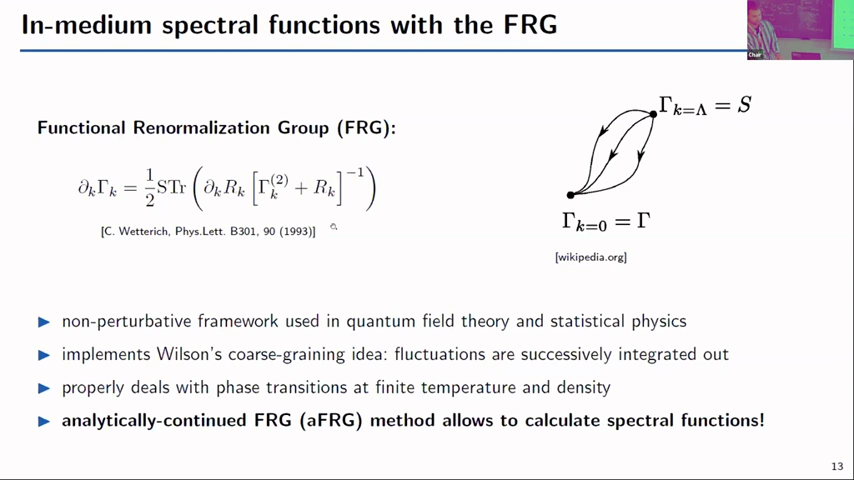 In-medium spectral functions with the FRG
Chair
Functional Renormalization Group (FRG):
∂ₖΓₖ = 1/2 STr ( ∂ₖRₖ [ Γₖ⁽²⁾ + Rₖ ]⁻¹ )
[C. Wetterich, Phys.Lett. B301, 90 (1993)]
Γₖ₌Λ = S
Γₖ₌₀ = Γ
[wikipedia.org]
▶ non-perturbative framework used in quantum field theory and statistical physics
▶ implements Wilson's coarse-graining idea: fluctuations are successively integrated out
▶ properly deals with phase transitions at finite temperature and density
▶ analytically-continued FRG (aFRG) method allows to calculate spectral functions!
13